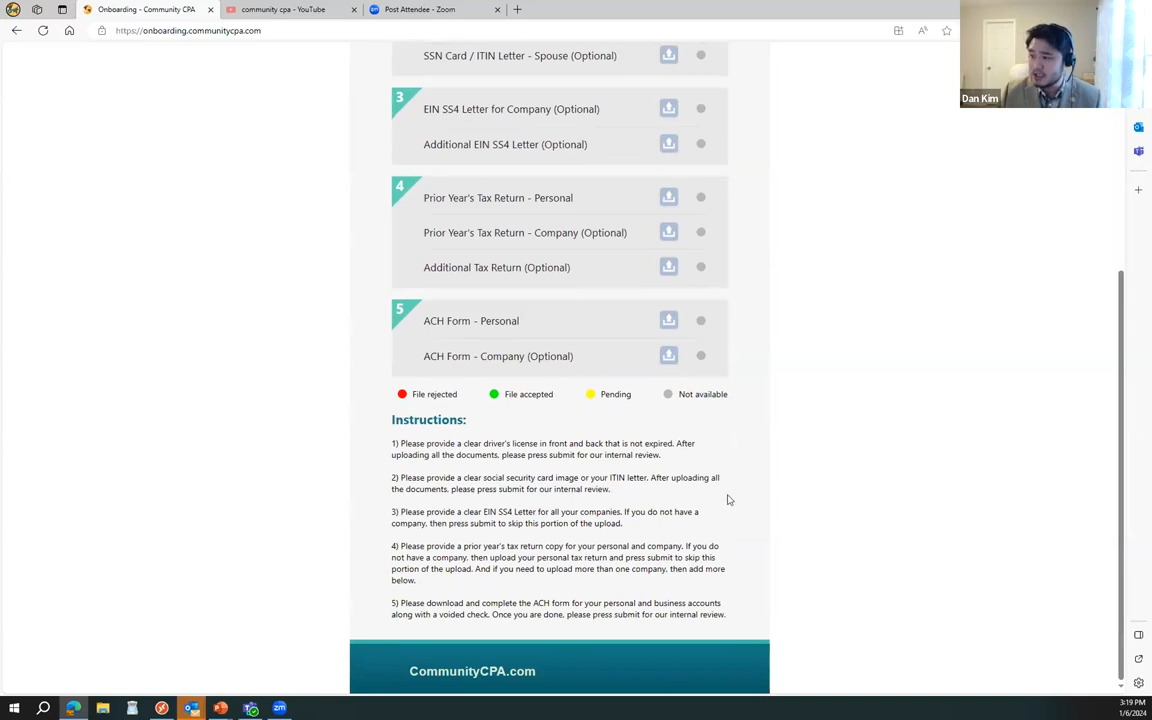 Onboarding - Community CPA
community cpa - YouTube
Post Attendee - Zoom
https://onboarding.communitycpa.com
Dan Kim
SSN Card / ITIN Letter - Spouse (Optional)
3
EIN SS4 Letter for Company (Optional)
Additional EIN SS4 Letter (Optional)
4
Prior Year's Tax Return - Personal
Prior Year's Tax Return - Company (Optional)
Additional Tax Return (Optional)
5
ACH Form - Personal
ACH Form - Company (Optional)
File rejected
File accepted
Pending
Not available
Instructions:
1) Please provide a clear driver's license in front and back that is not expired. After
uploading all the documents, please press submit for our internal review.
2) Please provide a clear social security card image or your ITIN letter. After uploading all
the documents, please press submit for our internal review.
3) Please provide a clear EIN SS4 Letter for all your companies. If you do not have a
company, then press submit to skip this portion of the upload.
4) Please provide a prior year's tax return copy for your personal and company. If you do
not have a company, then upload your personal tax return and press submit to skip this
portion of the upload. And if you need to upload more than one company, then add more
below.
5) Please download and complete the ACH form for your personal and business accounts
along with a voided check. Once you are done, please press submit for our internal review.
CommunityCPA.com
3:19 PM
1/6/2024